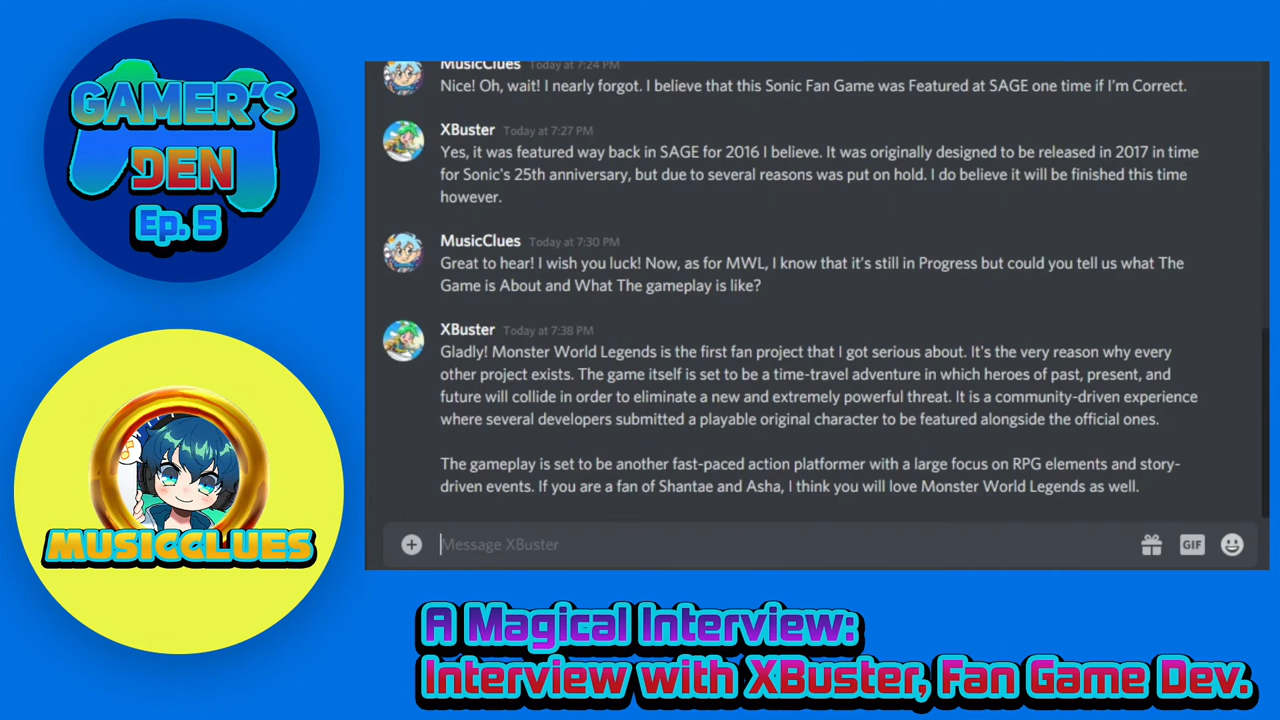 GAMER'S
DEN
Ep. 5
MUSICCLUES
MusicClues Today at 7:24 PM
Nice! Oh, wait! I nearly forgot. I believe that this Sonic Fan Game was Featured at SAGE one time if I'm Correct.
XBuster Today at 7:27 PM
Yes, it was featured way back in SAGE for 2016 I believe. It was originally designed to be released in 2017 in time
for Sonic's 25th anniversary, but due to several reasons was put on hold. I do believe it will be finished this time
however.
MusicClues Today at 7:30 PM
Great to hear! I wish you luck! Now, as for MWL, I know that it's still in Progress but could you tell us what The
Game is About and What The gameplay is like?
XBuster Today at 7:38 PM
Gladly! Monster World Legends is the first fan project that I got serious about. It's the very reason why every
other project exists. The game itself is set to be a time-travel adventure in which heroes of past, present, and
future will collide in order to eliminate a new and extremely powerful threat. It is a community-driven experience
where several developers submitted a playable original character to be featured alongside the official ones.
The gameplay is set to be another fast-paced action platformer with a large focus on RPG elements and story-
driven events. If you are a fan of Shantae and Asha, I think you will love Monster World Legends as well.
Message XBuster
GIF
A Magical Interview:
Interview with XBuster, Fan Game Dev.